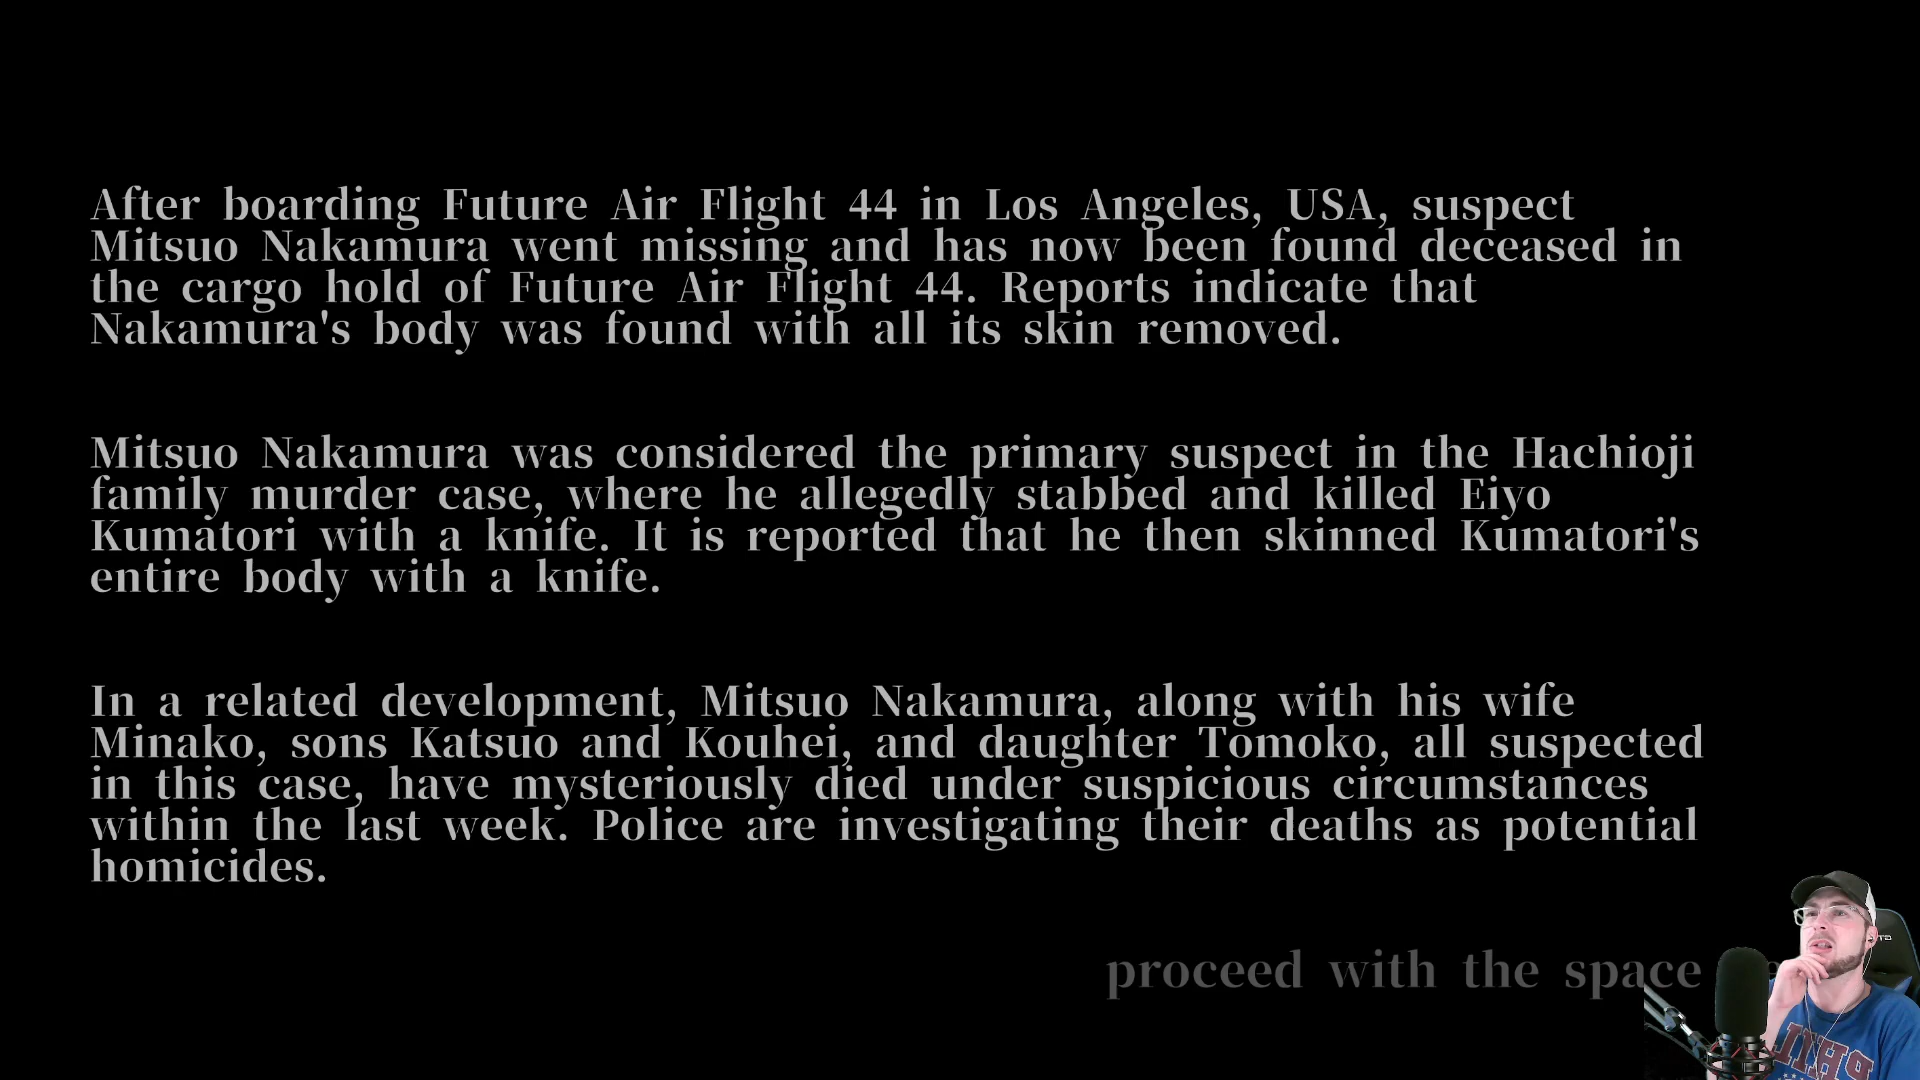 After boarding Future Air Flight 44 in Los Angeles, USA, suspect
Mitsuo Nakamura went missing and has now been found deceased in
the cargo hold of Future Air Flight 44. Reports indicate that
Nakamura's body was found with all its skin removed.
Mitsuo Nakamura was considered the primary suspect in the Hachioji
family murder case, where he allegedly stabbed and killed Eiyo
Kumatori with a knife. It is reported that he then skinned Kumatori's
entire body with a knife.
In a related development, Mitsuo Nakamura, along with his wife
Minako, sons Katsuo and Kouhei, and daughter Tomoko, all suspected
in this case, have mysteriously died under suspicious circumstances
within the last week. Police are investigating their deaths as potential
homicides.
proceed with the space